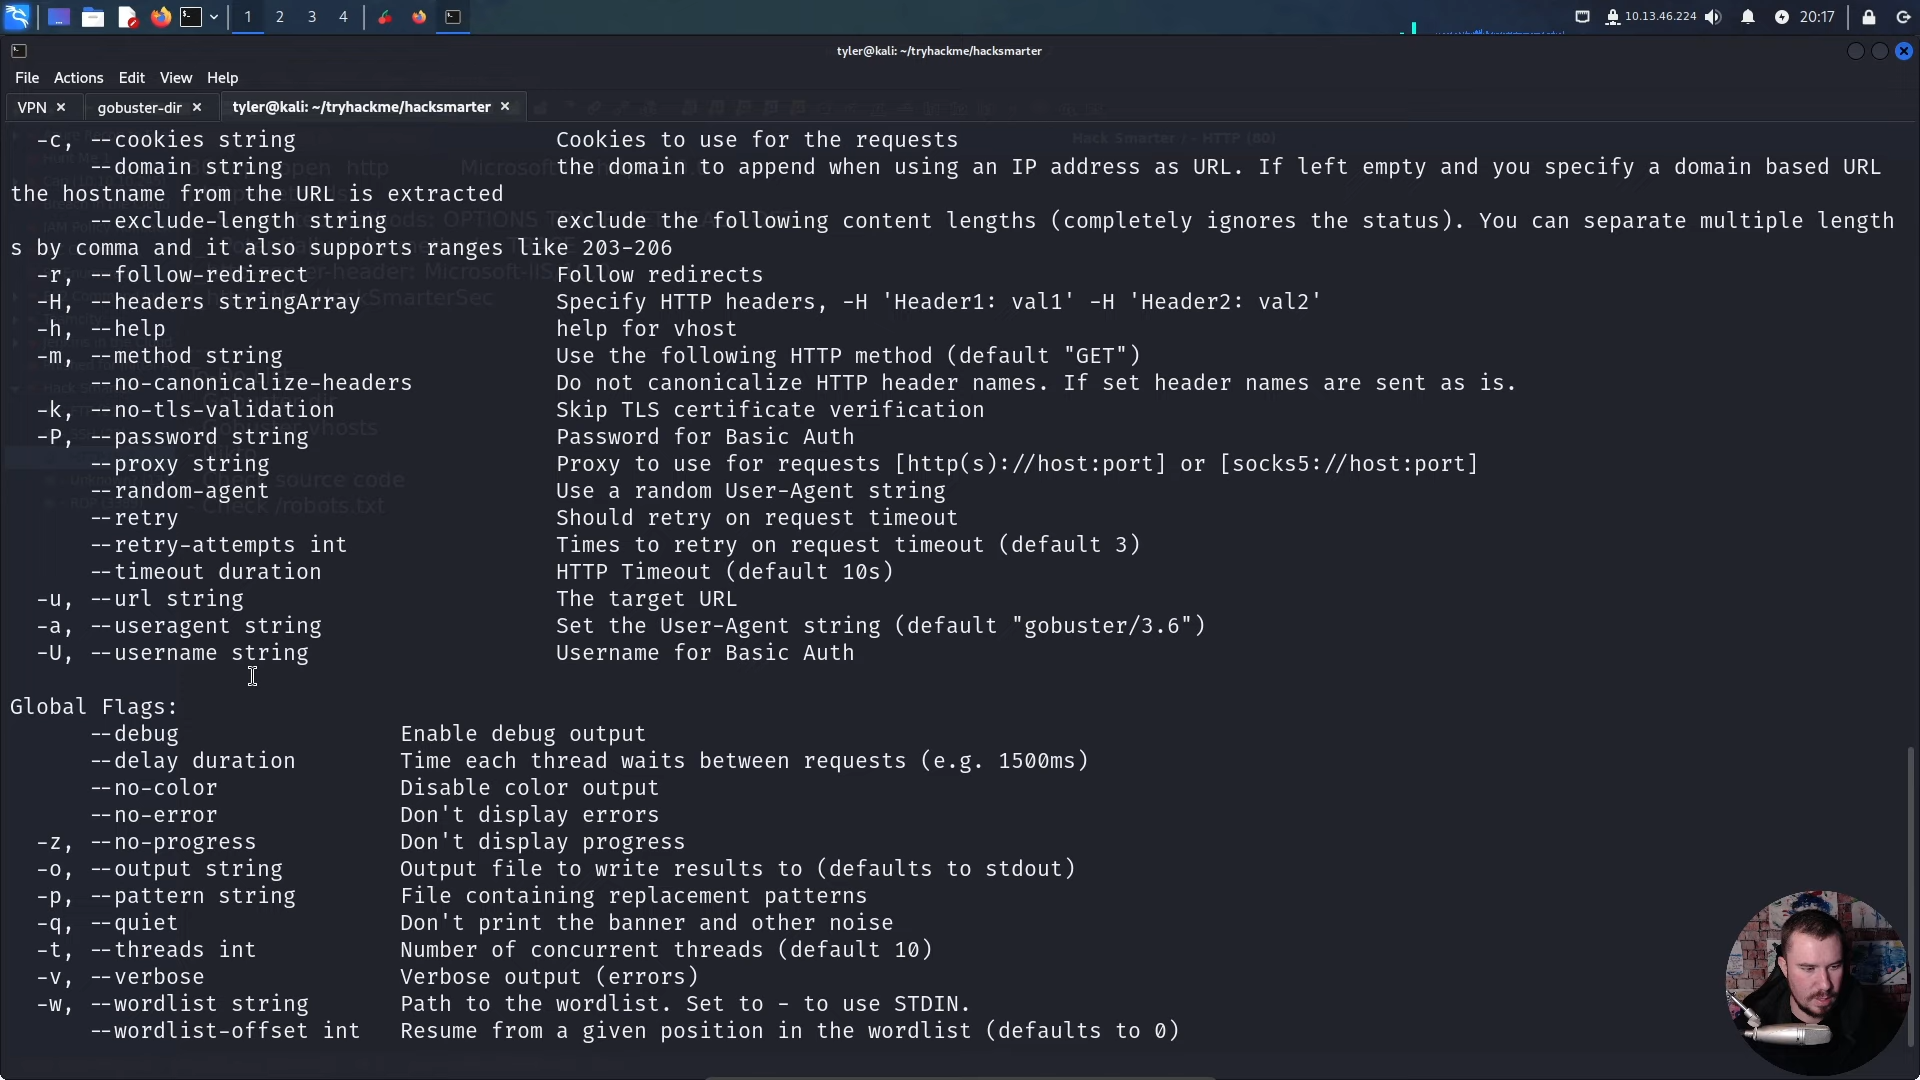 1 2 3 4 10.13.46.224 20:17
tyler@kali: ~/tryhackme/hacksmarter
File Actions Edit View Help
VPN × gobuster-dir × tyler@kali: ~/tryhackme/hacksmarter ×
-c, --cookies string Cookies to use for the requests
--domain string the domain to append when using an IP address as URL. If left empty and you specify a domain based URL
the hostname from the URL is extracted
--exclude-length string exclude the following content lengths (completely ignores the status). You can separate multiple length
s by comma and it also supports ranges like 203-206
-r, --follow-redirect Follow redirects
-H, --headers stringArray Specify HTTP headers, -H 'Header1: val1' -H 'Header2: val2'
-h, --help help for vhost
-m, --method string Use the following HTTP method (default "GET")
--no-canonicalize-headers Do not canonicalize HTTP header names. If set header names are sent as is.
-k, --no-tls-validation Skip TLS certificate verification
-P, --password string Password for Basic Auth
--proxy string Proxy to use for requests [http(s)://host:port] or [socks5://host:port]
--random-agent Use a random User-Agent string
--retry Should retry on request timeout
--retry-attempts int Times to retry on request timeout (default 3)
--timeout duration HTTP Timeout (default 10s)
-u, --url string The target URL
-a, --useragent string Set the User-Agent string (default "gobuster/3.6")
-U, --username string Username for Basic Auth
Global Flags:
--debug Enable debug output
--delay duration Time each thread waits between requests (e.g. 1500ms)
--no-color Disable color output
--no-error Don't display errors
-z, --no-progress Don't display progress
-o, --output string Output file to write results to (defaults to stdout)
-p, --pattern string File containing replacement patterns
-q, --quiet Don't print the banner and other noise
-t, --threads int Number of concurrent threads (default 10)
-v, --verbose Verbose output (errors)
-w, --wordlist string Path to the wordlist. Set to - to use STDIN.
--wordlist-offset int Resume from a given position in the wordlist (defaults to 0)